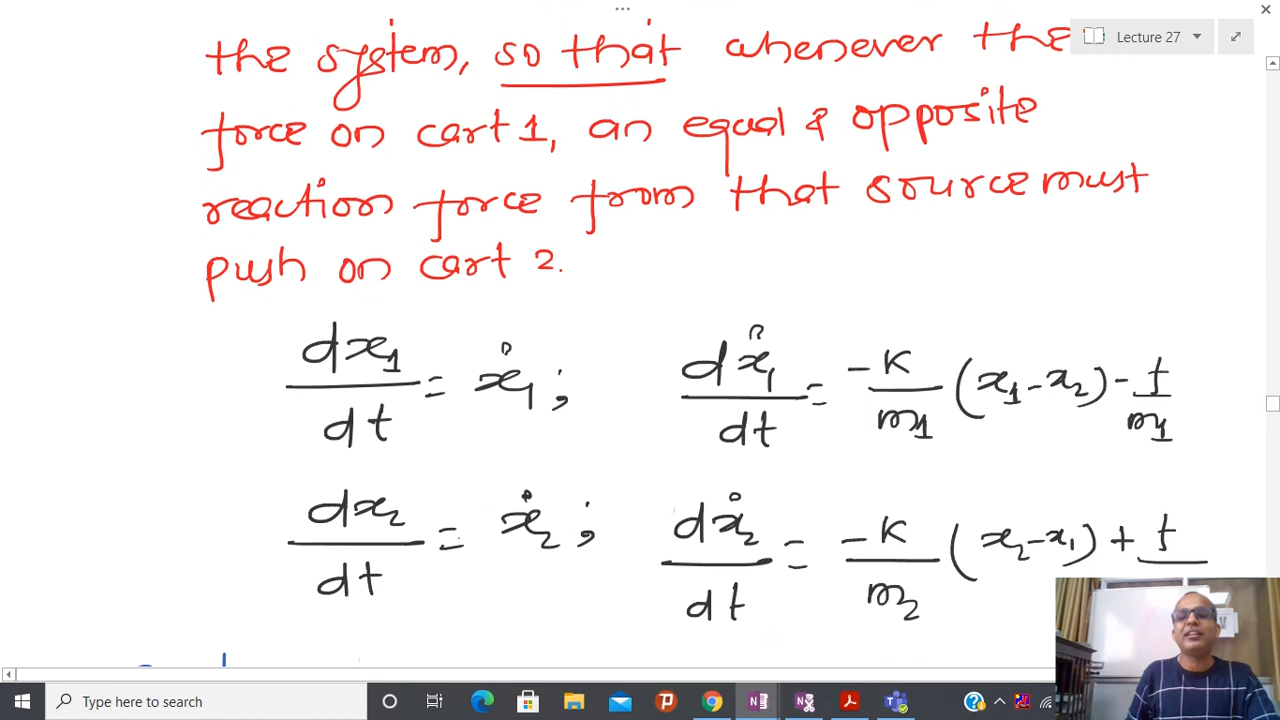 Lecture 27
the system, so that whenever the
force on cart 1, an equal & opposite
reaction force from that source must
push on cart 2.
dx₁/dt = ẋ₁ ; dẋ₁/dt = -K/m₁ (x₁-x₂) - f/m₁
dx₂/dt = ẋ₂ ; dẋ₂/dt = -K/m₂ (x₂-x₁) + f
Type here to search